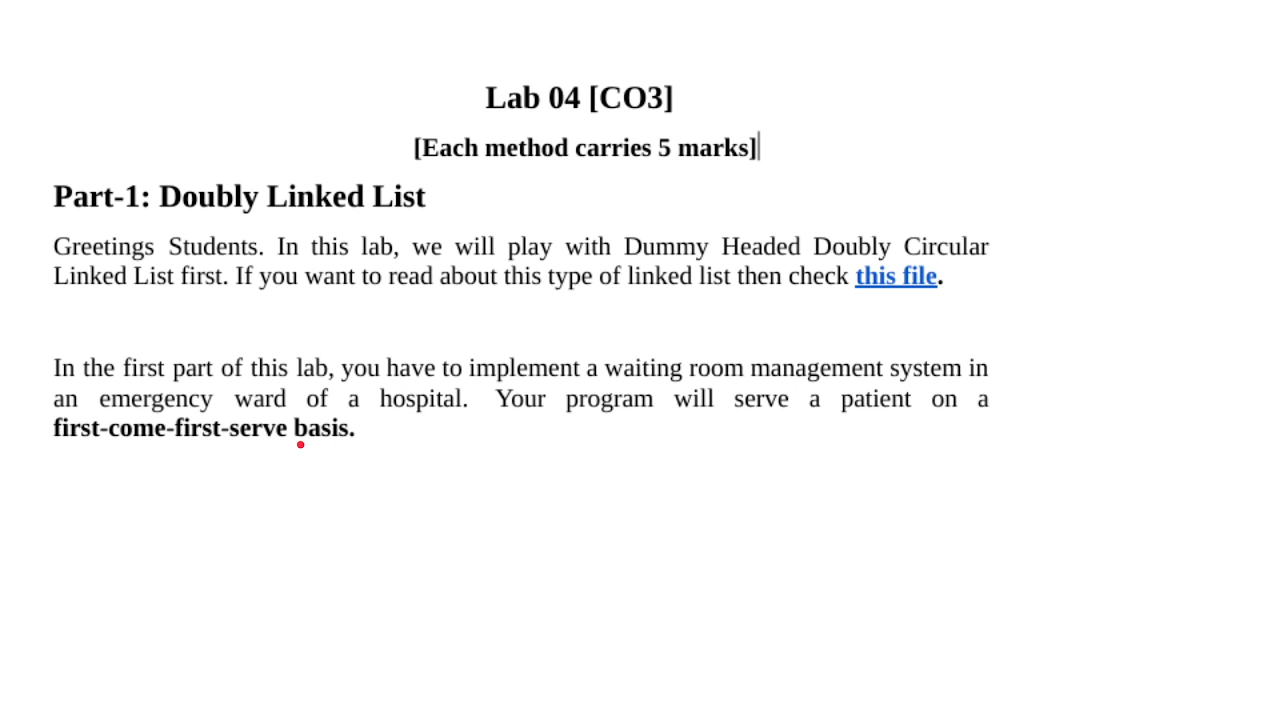 Lab 04 [CO3]
[Each method carries 5 marks]
Part-1: Doubly Linked List
Greetings Students. In this lab, we will play with Dummy Headed Doubly Circular
Linked List first. If you want to read about this type of linked list then check this file.
In the first part of this lab, you have to implement a waiting room management system in
an emergency ward of a hospital. Your program will serve a patient on a
first-come-first-serve basis.